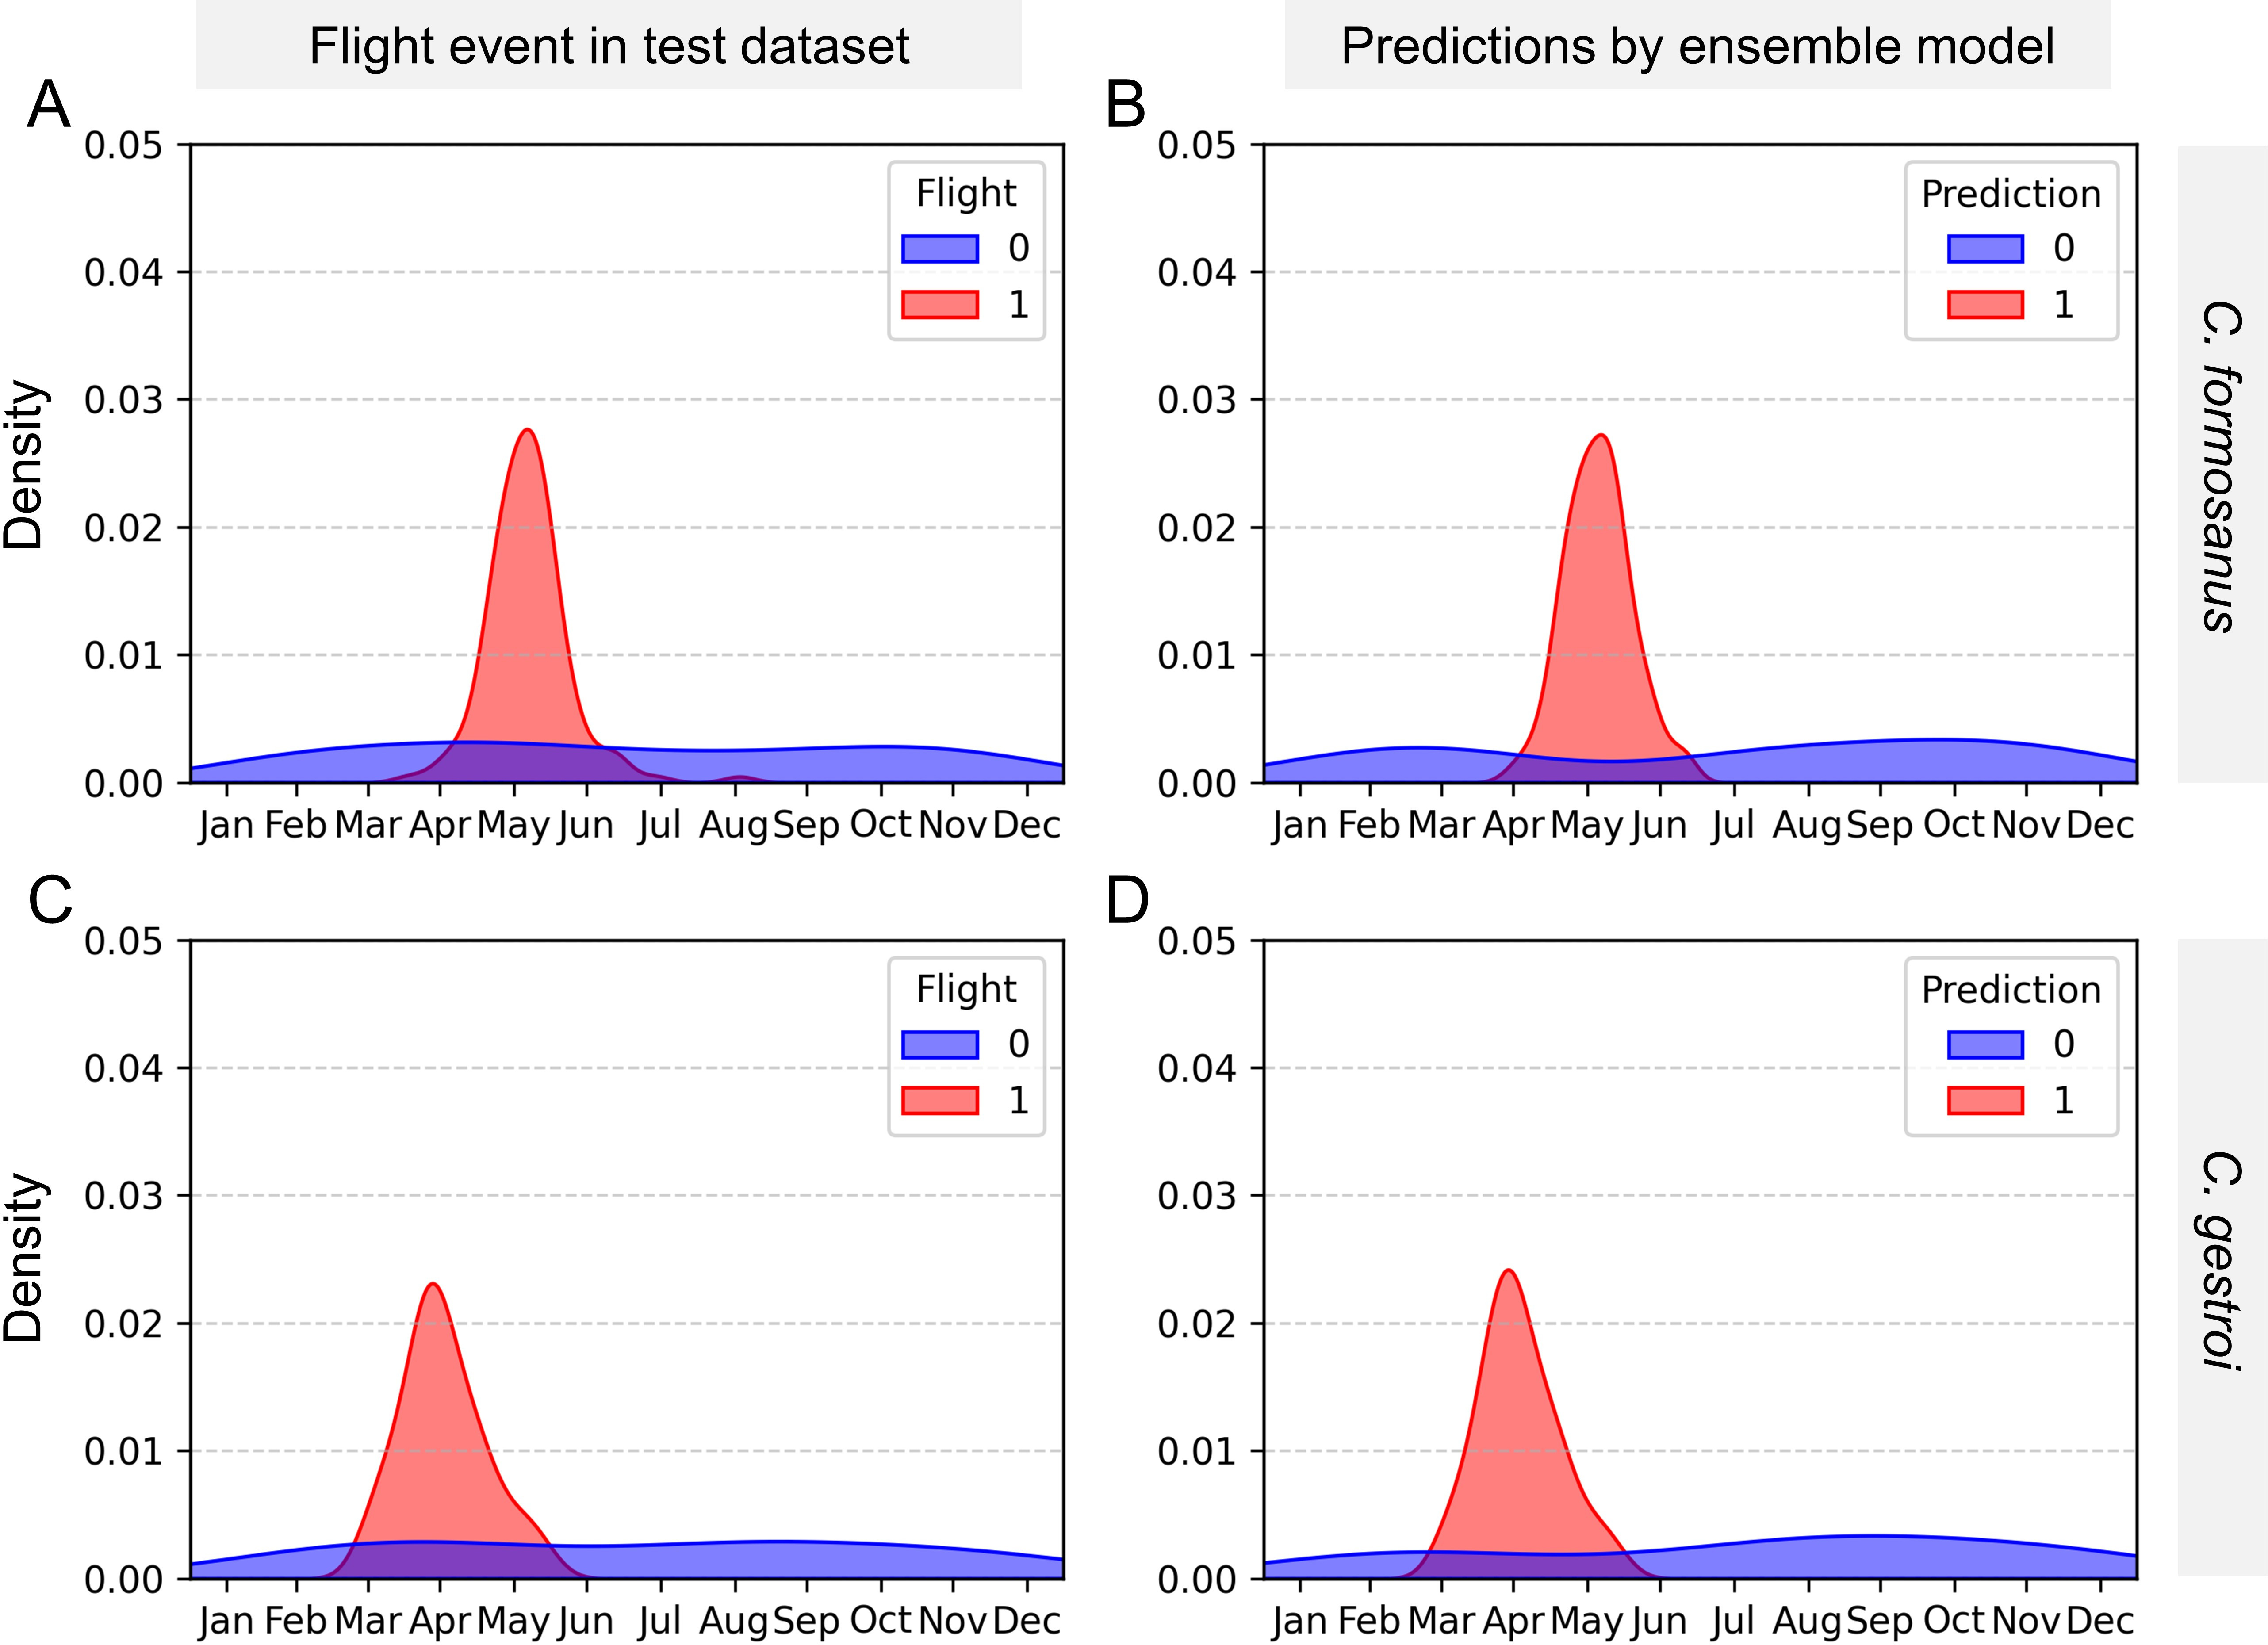 Flight event in test dataset
Predictions by ensemble model
A
0.05
0.04
0.03
0.02
0.01
0.00
Density
Flight
0
1
Jan Feb Mar Apr May Jun Jul Aug Sep Oct Nov Dec
B
0.05
0.04
0.03
0.02
0.01
0.00
Prediction
0
1
Jan Feb Mar Apr May Jun Jul Aug Sep Oct Nov Dec
C. formosanus
C
0.05
0.04
0.03
0.02
0.01
0.00
Density
Flight
0
1
Jan Feb Mar Apr May Jun Jul Aug Sep Oct Nov Dec
D
0.05
0.04
0.03
0.02
0.01
0.00
Prediction
0
1
Jan Feb Mar Apr May Jun Jul Aug Sep Oct Nov Dec
C. gestroi